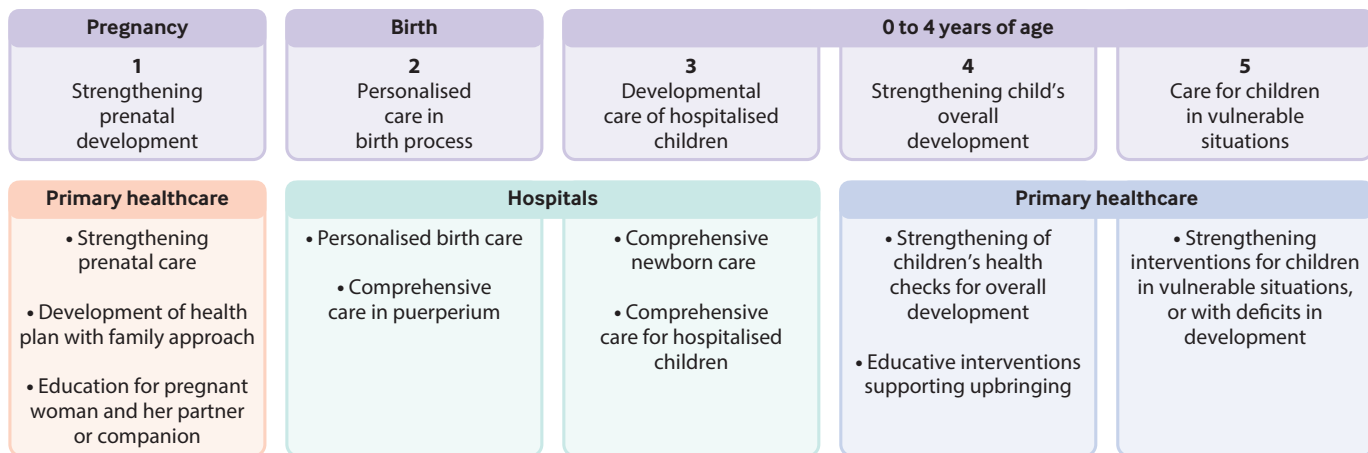 Pregnancy
1
Strengthening
prenatal
development
Birth
2
Personalised
care in
birth process
0 to 4 years of age
3
Developmental
care of hospitalised
children
4
Strengthening child's
overall
development
5
Care for children
in vulnerable
situations
Primary healthcare
• Strengthening
prenatal care
• Development of health
plan with family approach
• Education for pregnant
woman and her partner
or companion
Hospitals
• Personalised birth care
• Comprehensive
care in puerperium
• Comprehensive
newborn care
• Comprehensive
care for hospitalised
children
Primary healthcare
• Strengthening of
children's health
checks for overall
development
• Educative interventions
supporting upbringing
• Strengthening
interventions for children
in vulnerable situations,
or with deficits in
development